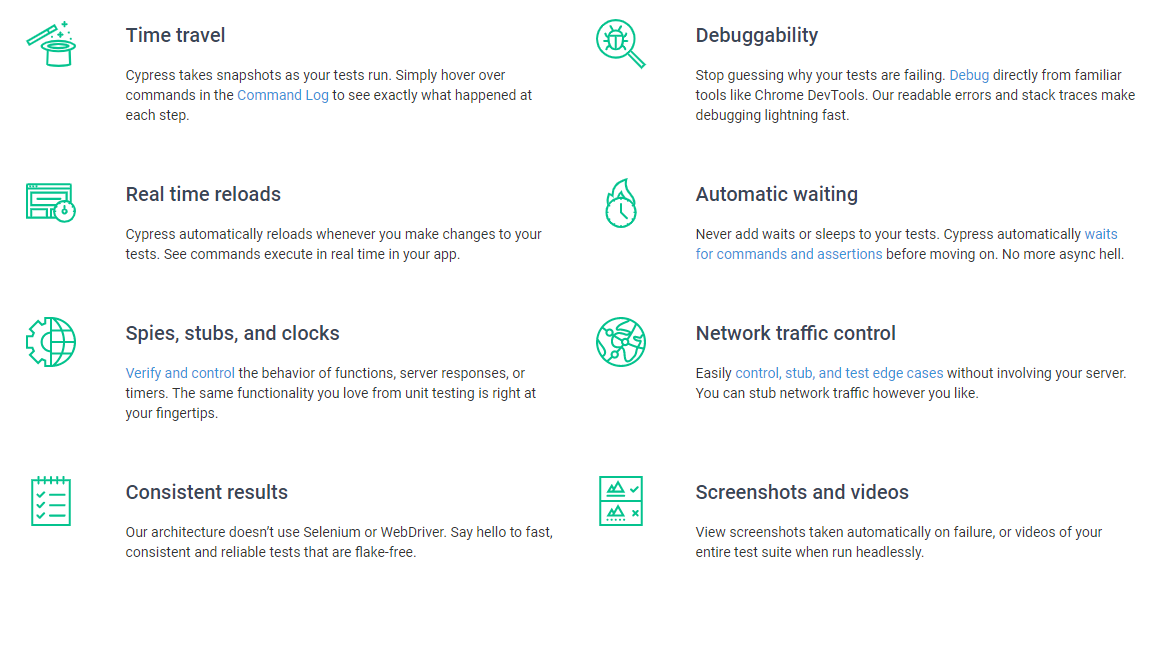 Time travel
Cypress takes snapshots as your tests run. Simply hover over
commands in the Command Log to see exactly what happened at
each step.
Debuggability
Stop guessing why your tests are failing. Debug directly from familiar
tools like Chrome DevTools. Our readable errors and stack traces make
debugging lightning fast.
Real time reloads
Cypress automatically reloads whenever you make changes to your
tests. See commands execute in real time in your app.
Automatic waiting
Never add waits or sleeps to your tests. Cypress automatically waits
for commands and assertions before moving on. No more async hell.
Spies, stubs, and clocks
Verify and control the behavior of functions, server responses, or
timers. The same functionality you love from unit testing is right at
your fingertips.
Network traffic control
Easily control, stub, and test edge cases without involving your server.
You can stub network traffic however you like.
Consistent results
Our architecture doesn’t use Selenium or WebDriver. Say hello to fast,
consistent and reliable tests that are flake-free.
Screenshots and videos
View screenshots taken automatically on failure, or videos of your
entire test suite when run headlessly.